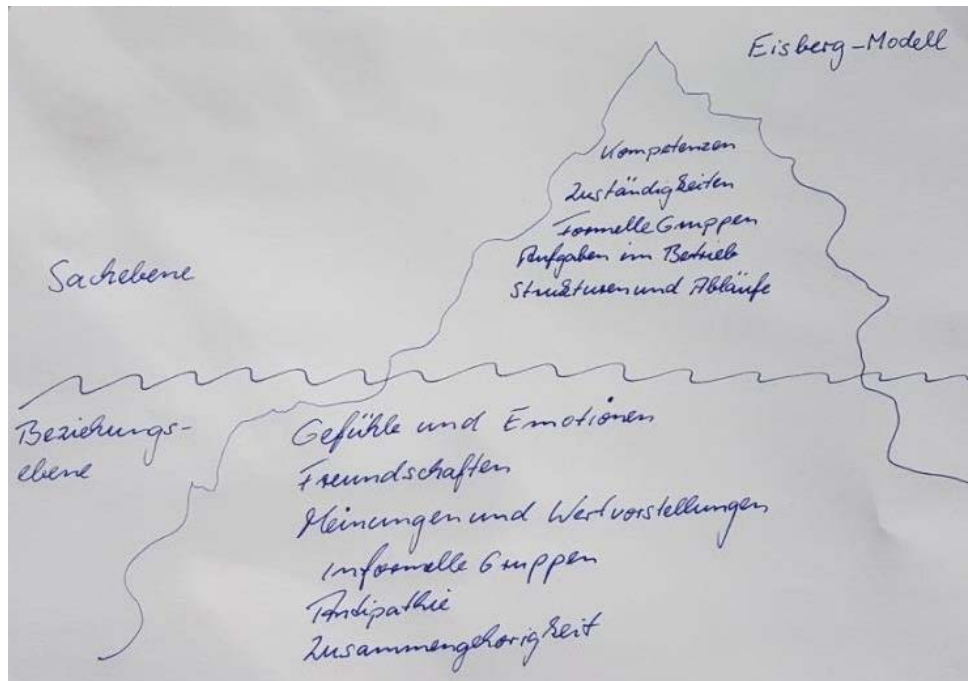 Eisberg-Modell
Kompetenzen
Zuständigkeiten
Formelle Gruppen
Aufgaben im Betrieb
Strukturen und Abläufe
Sachebene
Beziehungs-
ebene
Gefühle und Emotionen
Freundschaften
Meinungen und Wertvorstellungen
informelle Gruppen
Antipathie
Zusammengehörigkeit